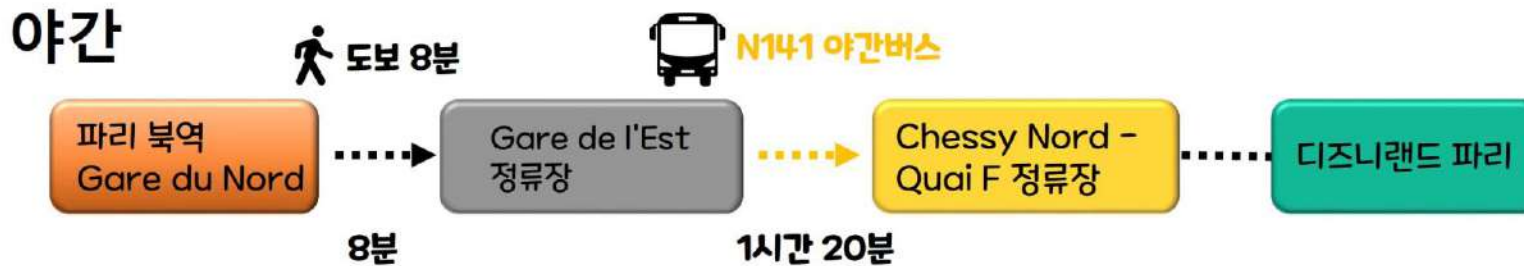 야간
도보 8분
N141 야간버스
파리 북역
Gare du Nord
Gare de l'Est
정류장
Chessy Nord -
Quai F 정류장
디즈니랜드 파리
8분
1시간 20분